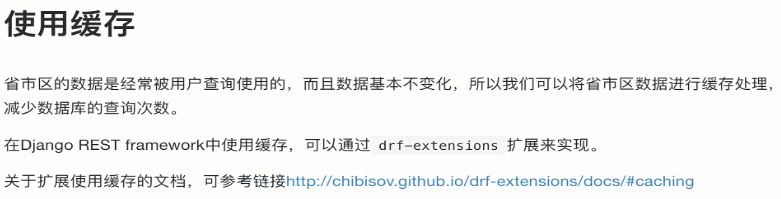 使用缓存
省市区的数据是经常被用户查询使用的，而且数据基本不变化，所以我们可以将省市区数据进行缓存处理，
减少数据库的查询次数。
在Django REST framework中使用缓存，可以通过 drf-extensions 扩展来实现。
关于扩展使用缓存的文档，可参考链接http://chibisov.github.io/drf-extensions/docs/#caching